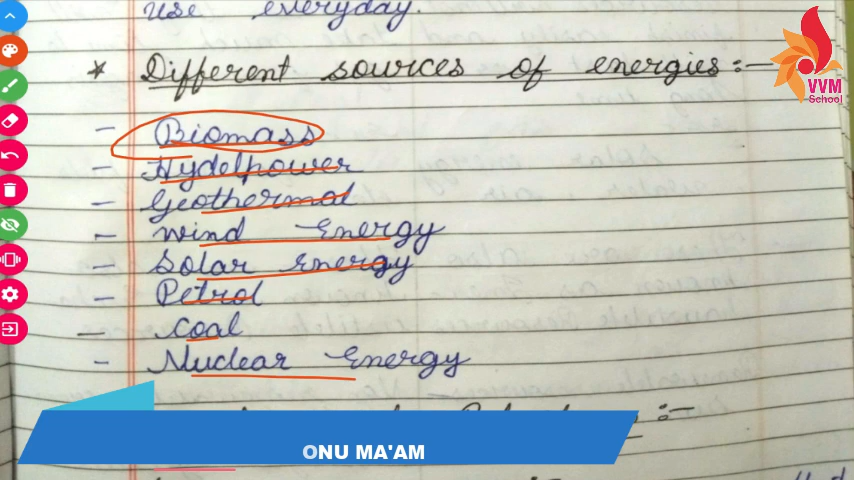 use everyday.
* Different sources of energies:-
- Biomass
- Hydelpower
- Geothermal
- Wind Energy
- Solar Energy
- Petrol
- Coal
- Nuclear Energy
ONU MA'AM
VVM
School